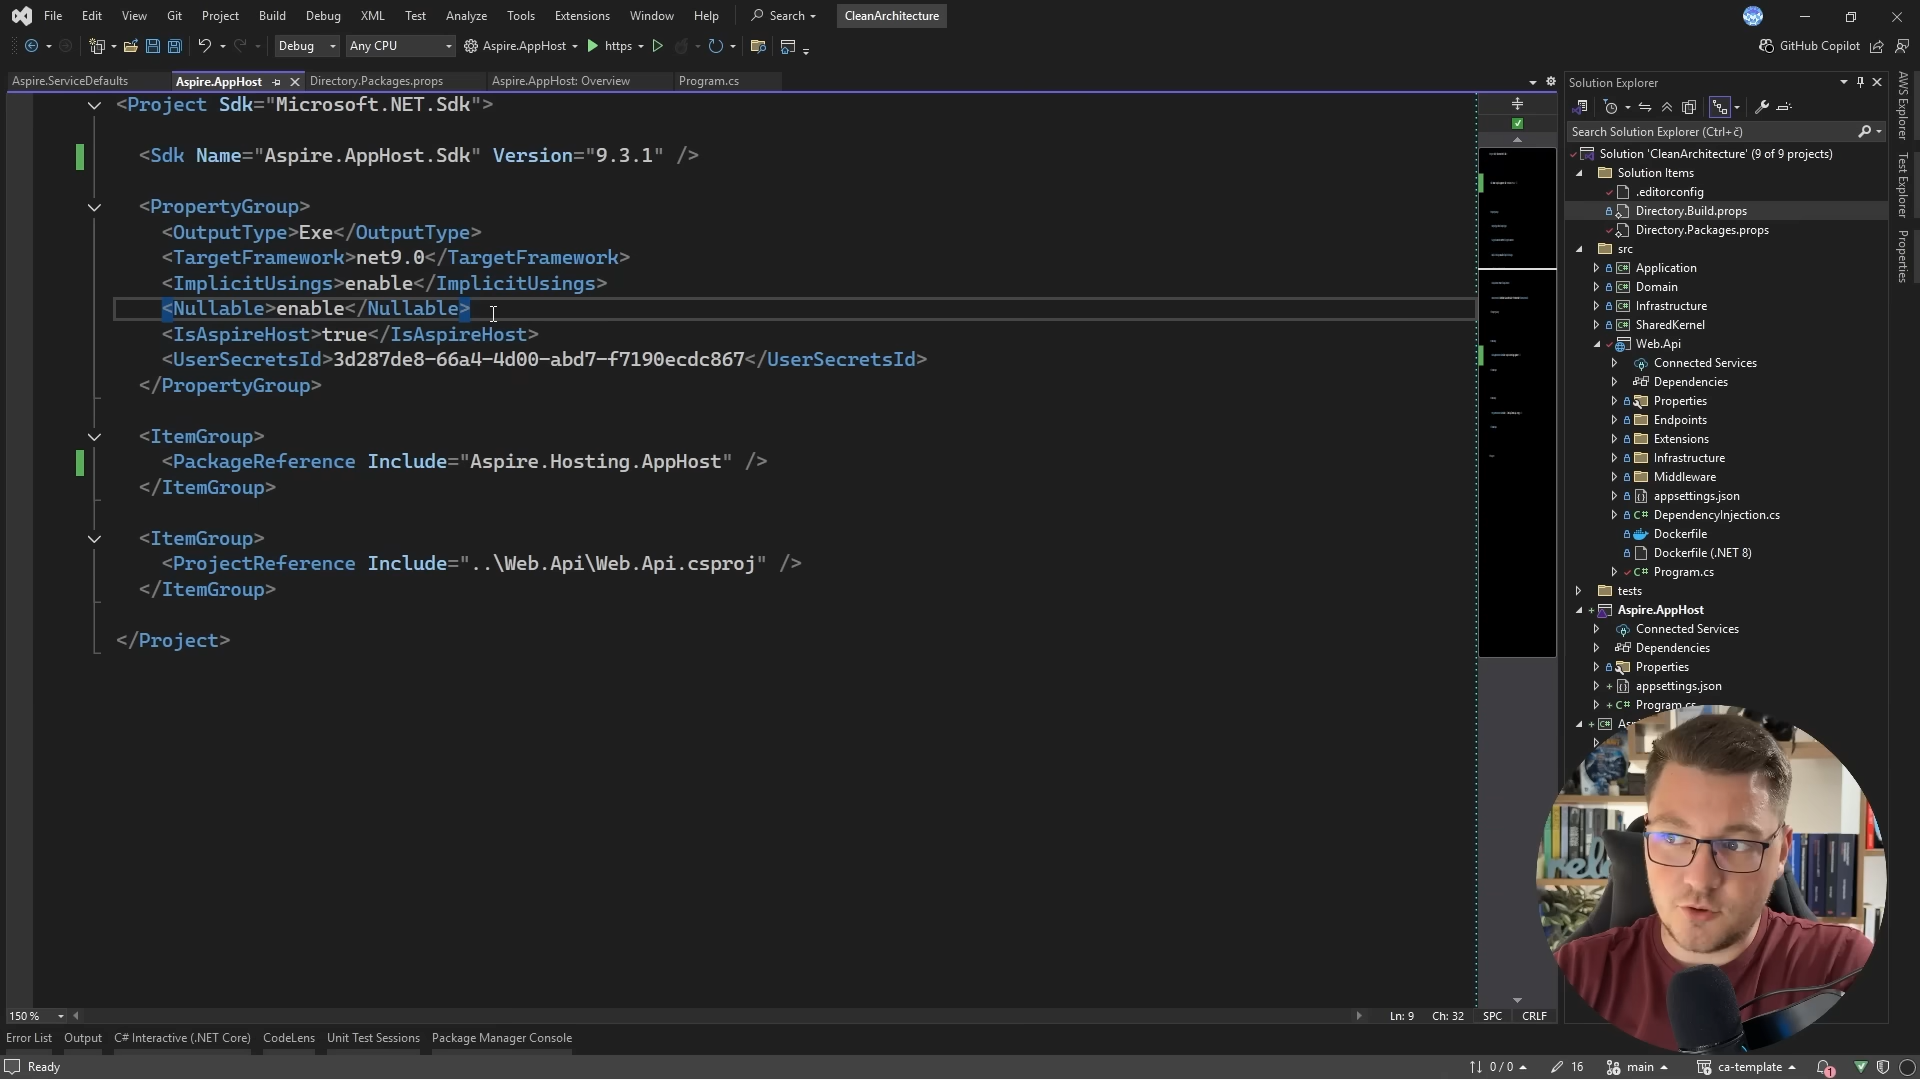 File Edit View Git Project Build Debug XML Test Analyze Tools Extensions Window Help Search CleanArchitecture
Debug Any CPU Aspire.AppHost https GitHub Copilot
Aspire.ServiceDefaults Aspire.AppHost Directory.Packages.props Aspire.AppHost: Overview Program.cs
<Project Sdk="Microsoft.NET.Sdk">
<Sdk Name="Aspire.AppHost.Sdk" Version="9.3.1" />
<PropertyGroup>
<OutputType>Exe</OutputType>
<TargetFramework>net9.0</TargetFramework>
<ImplicitUsings>enable</ImplicitUsings>
<Nullable>enable</Nullable>
<IsAspireHost>true</IsAspireHost>
<UserSecretsId>3d287de8-66a4-4d00-abd7-f7190ecdc867</UserSecretsId>
</PropertyGroup>
<ItemGroup>
<PackageReference Include="Aspire.Hosting.AppHost" />
</ItemGroup>
<ItemGroup>
<ProjectReference Include="..\Web.Api\Web.Api.csproj" />
</ItemGroup>
</Project>
Solution Explorer
Search Solution Explorer (Ctrl+č)
Solution 'CleanArchitecture' (9 of 9 projects)
Solution Items
.editorconfig
Directory.Build.props
Directory.Packages.props
src
Application
Domain
Infrastructure
SharedKernel
Web.Api
Connected Services
Dependencies
Properties
Endpoints
Extensions
Infrastructure
Middleware
appsettings.json
DependencyInjection.cs
Dockerfile
Dockerfile (.NET 8)
Program.cs
tests
Aspire.AppHost
Connected Services
Dependencies
Properties
appsettings.json
Program.cs
AWS Explorer
Test Explorer
Properties
150 % Ln: 9 Ch: 32 SPC CRLF
Error List Output C# Interactive (.NET Core) CodeLens Unit Test Sessions Package Manager Console
Ready 0 / 0 16 main ca-template 1